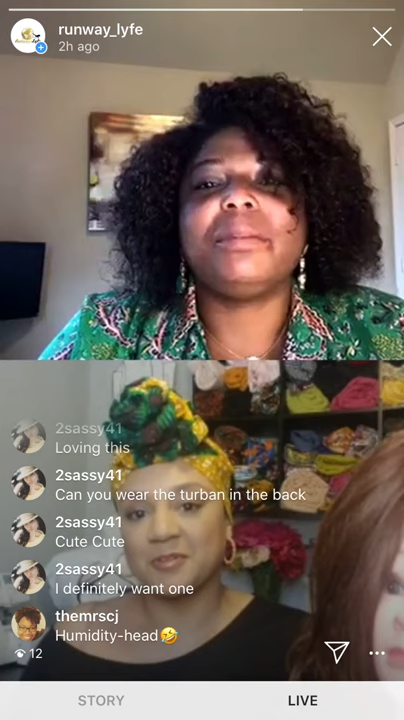 runway_lyfe
2h ago
2sassy41
Loving this
2sassy41
Can you wear the turban in the back
2sassy41
Cute Cute
2sassy41
I definitely want one
themrscj
Humidity-head🤣
12
STORY
LIVE